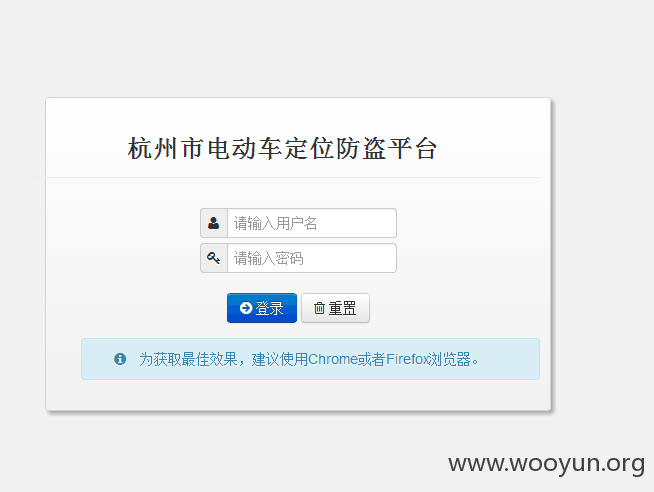 杭州市电动车定位防盗平台
请输入用户名
请输入密码
登录 重置
为获取最佳效果，建议使用Chrome或者Firefox浏览器。
www.wooyun.org